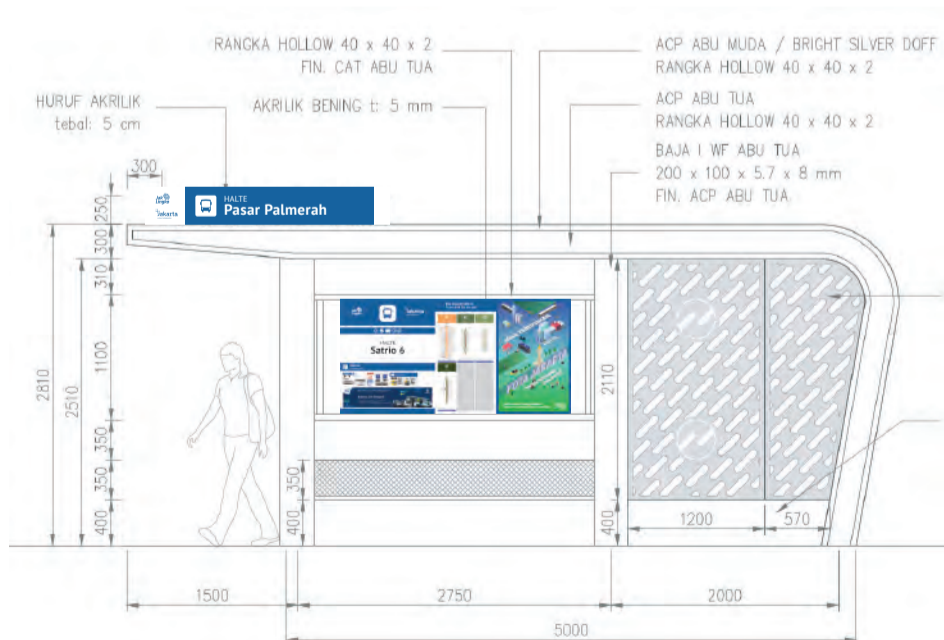 RANGKA HOLLOW 40 x 40 x 2
FIN. CAT ABU TUA
ACP ABU MUDA / BRIGHT SILVER DOFF
RANGKA HOLLOW 40 x 40 x 2
HURUF AKRILIK
tebal: 5 cm
AKRILIK BENING t: 5 mm
ACP ABU TUA
RANGKA HOLLOW 40 x 40 x 2
BAJA I WF ABU TUA
200 x 100 x 5.7 x 8 mm
FIN. ACP ABU TUA
300
HALTE
Pasar Palmerah
Jakarta
250
300
310
1100
350
350
400
2810
2510
HALTE
Satrio 6
350
400
2110
400
1200
570
1500
2750
2000
5000